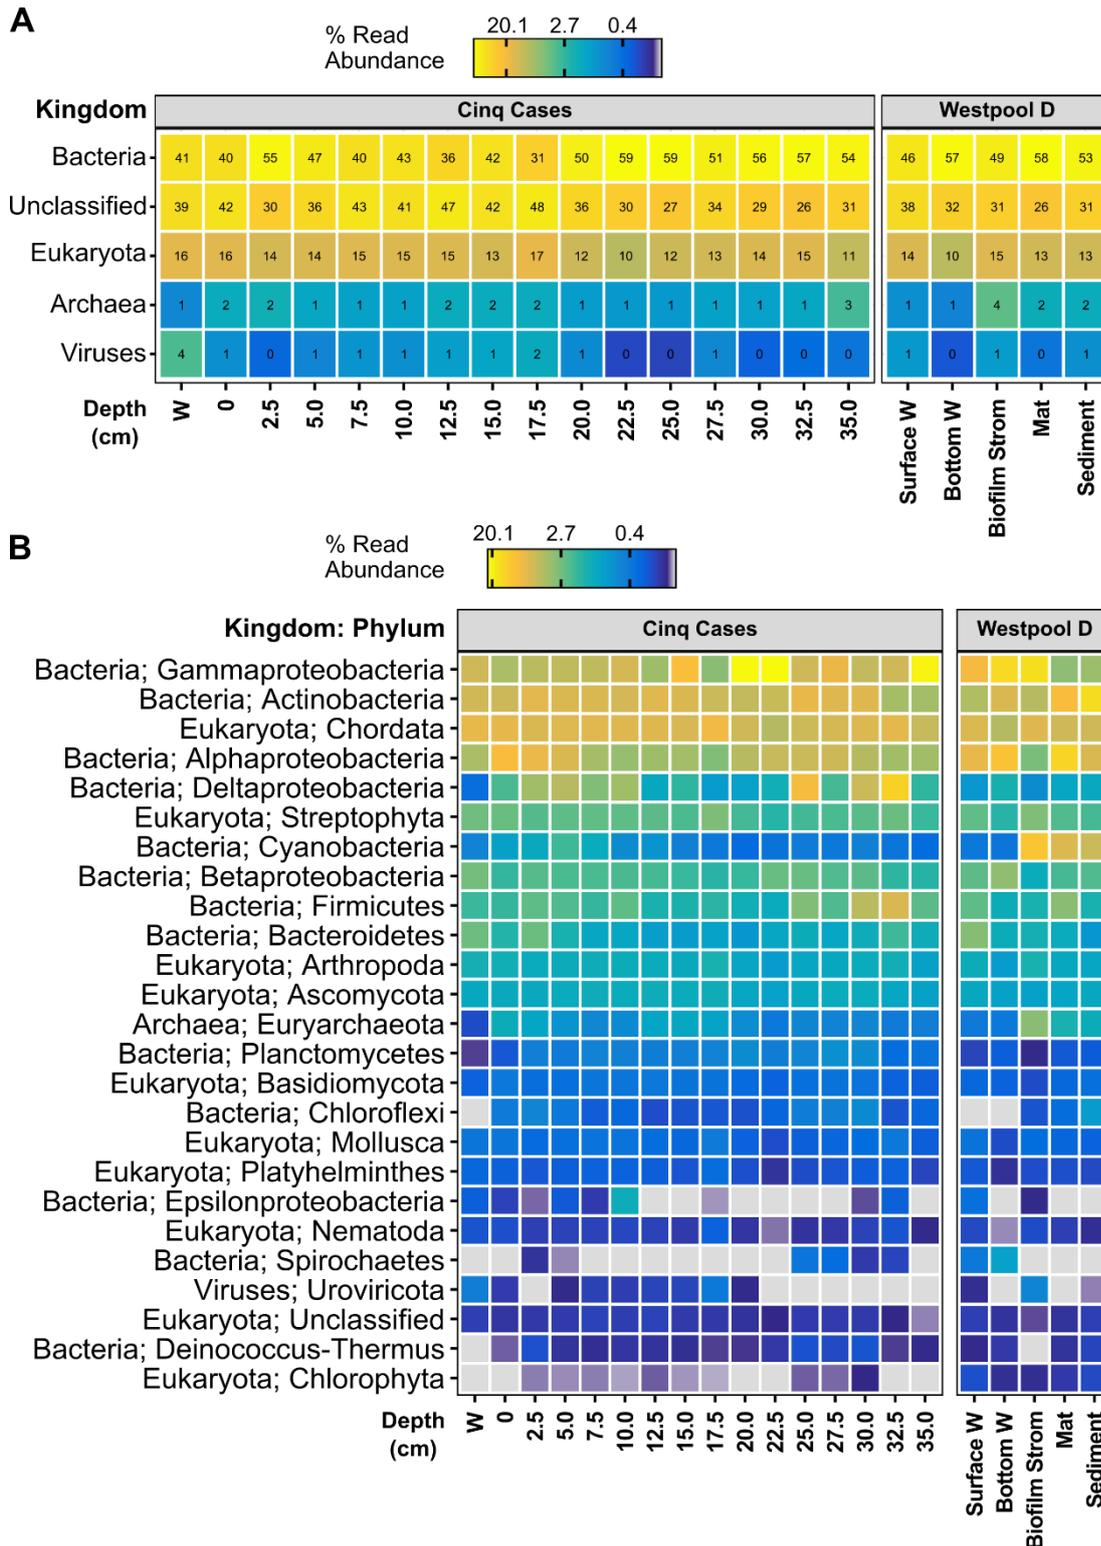 A
% Read
Abundance
20.1 2.7 0.4
Kingdom Cinq Cases Westpool D
Bacteria 41 40 55 47 40 43 36 42 31 50 59 59 51 56 57 54 46 57 49 58 53
Unclassified 39 42 30 36 43 41 47 42 48 36 30 27 34 29 26 31 38 32 31 26 31
Eukaryota 16 16 14 14 15 15 15 13 17 12 10 12 13 14 15 11 14 10 15 13 13
Archaea 1 2 2 1 1 1 2 2 2 1 1 1 1 1 1 3 1 1 4 2 2
Viruses 4 1 0 1 1 1 1 1 2 1 0 0 1 0 0 0 1 0 1 0 1
Depth
(cm)
W 0 2.5 5.0 7.5 10.0 12.5 15.0 17.5 20.0 22.5 25.0 27.5 30.0 32.5 35.0 Surface W Bottom W Biofilm Strom Mat Sediment
B
% Read
Abundance
20.1 2.7 0.4
Kingdom: Phylum Cinq Cases Westpool D
Bacteria; Gammaproteobacteria
Bacteria; Actinobacteria
Eukaryota; Chordata
Bacteria; Alphaproteobacteria
Bacteria; Deltaproteobacteria
Eukaryota; Streptophyta
Bacteria; Cyanobacteria
Bacteria; Betaproteobacteria
Bacteria; Firmicutes
Bacteria; Bacteroidetes
Eukaryota; Arthropoda
Eukaryota; Ascomycota
Archaea; Euryarchaeota
Bacteria; Planctomycetes
Eukaryota; Basidiomycota
Bacteria; Chloroflexi
Eukaryota; Mollusca
Eukaryota; Platyhelminthes
Bacteria; Epsilonproteobacteria
Eukaryota; Nematoda
Bacteria; Spirochaetes
Viruses; Uroviricota
Eukaryota; Unclassified
Bacteria; Deinococcus-Thermus
Eukaryota; Chlorophyta
Depth
(cm)
W 0 2.5 5.0 7.5 10.0 12.5 15.0 17.5 20.0 22.5 25.0 27.5 30.0 32.5 35.0 Surface W Bottom W Biofilm Strom Mat Sediment